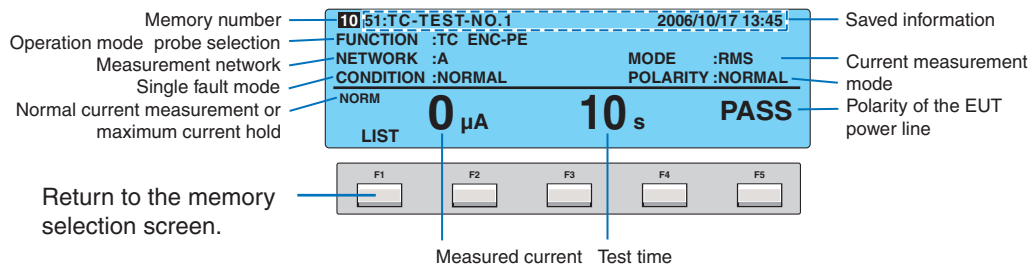 Memory number
Operation mode probe selection
Measurement network
Single fault mode
Normal current measurement or
maximum current hold
10 51:TC-TEST-NO.1 2006/10/17 13:45
FUNCTION :TC ENC-PE
NETWORK :A MODE :RMS
CONDITION :NORMAL POLARITY :NORMAL
NORM
0 µA 10 s PASS
LIST
Saved information
Current measurement
mode
Polarity of the EUT
power line
F1 F2 F3 F4 F5
Return to the memory
selection screen.
Measured current Test time